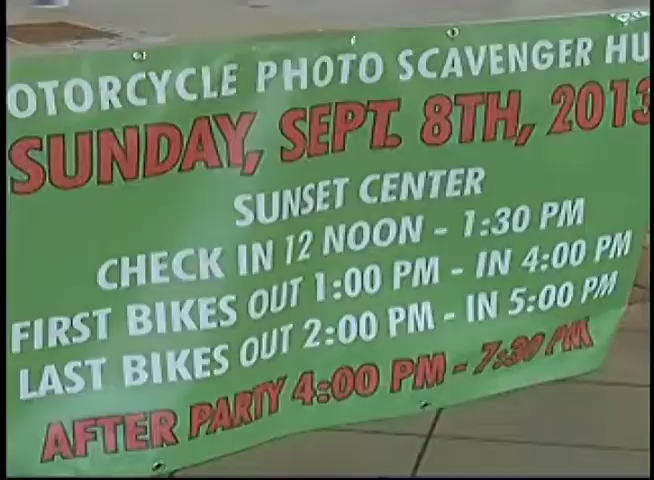 OTORCYCLE PHOTO SCAVENGER HU
SUNDAY, SEPT. 8TH, 2013
SUNSET CENTER
CHECK IN 12 NOON - 1:30 PM
FIRST BIKES OUT 1:00 PM - IN 4:00 PM
LAST BIKES OUT 2:00 PM - IN 5:00 PM
AFTER PARTY 4:00 PM - 7:30 PM